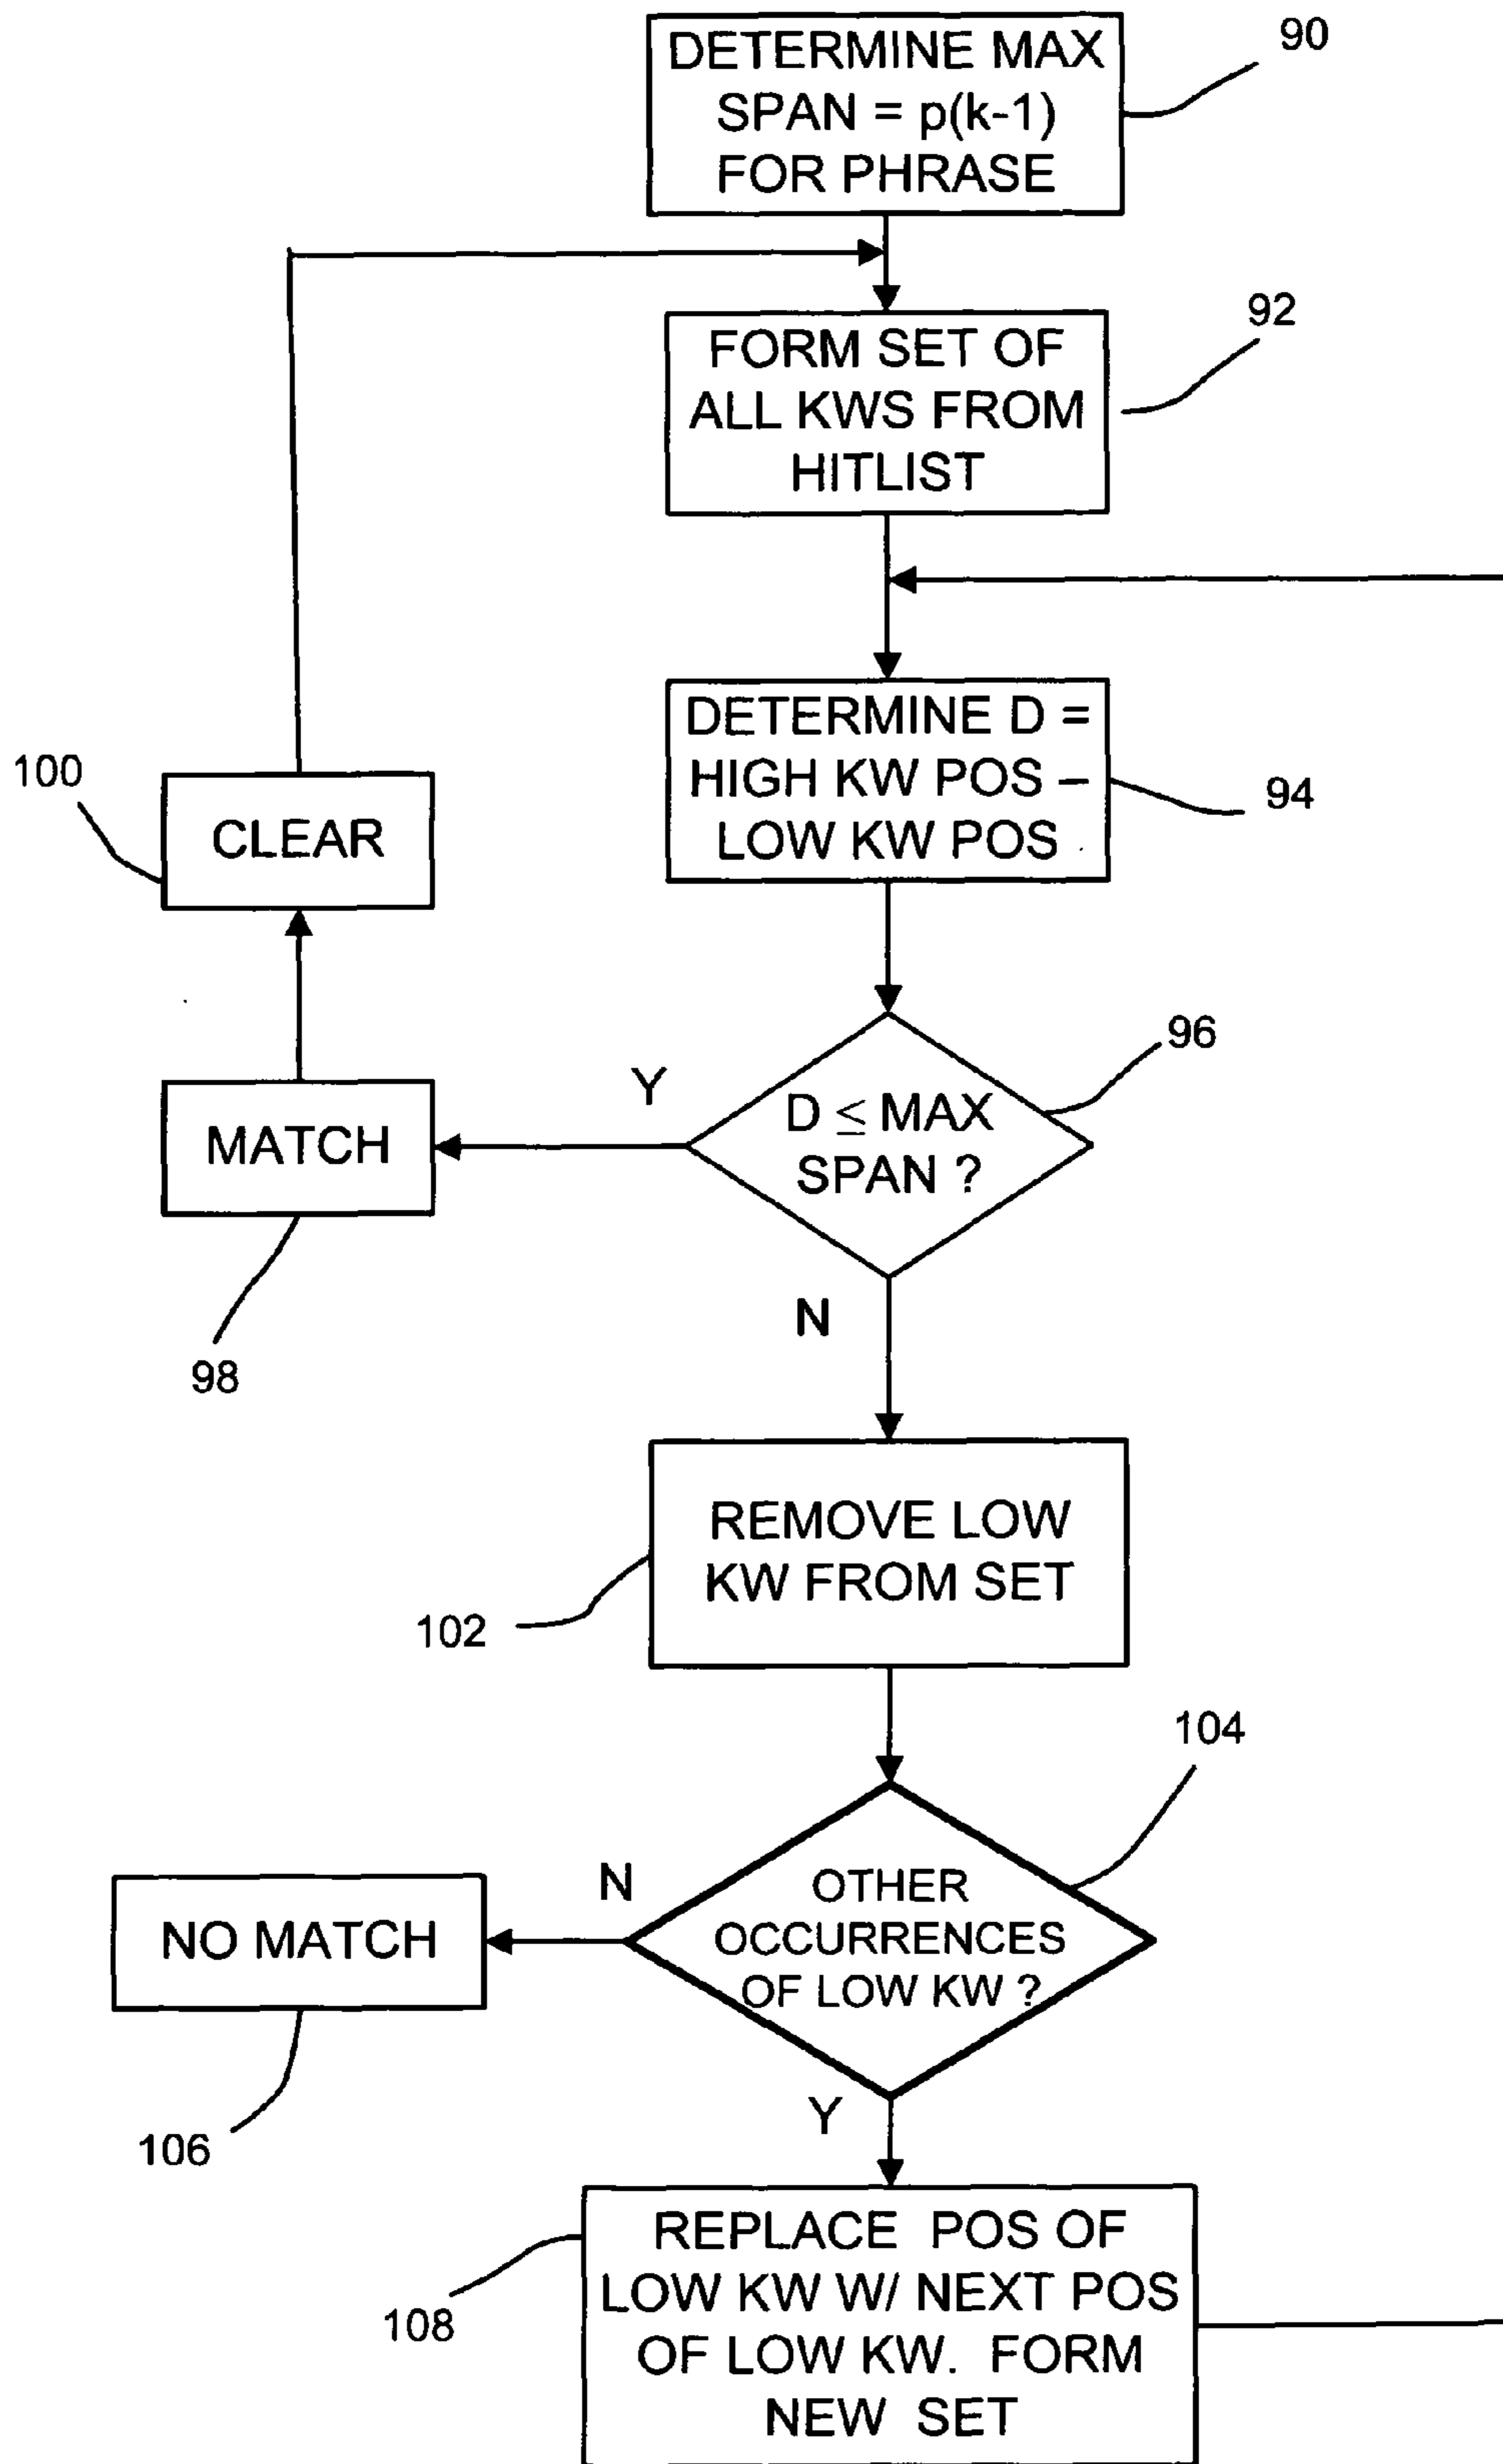 DETERMINE MAX
SPAN = p(k-1)
FOR PHRASE
90
FORM SET OF
ALL KWS FROM
HITLIST
92
DETERMINE D =
HIGH KW POS –
LOW KW POS
94
100
CLEAR
96
Y
D ≤ MAX
SPAN ?
MATCH
98
N
REMOVE LOW
KW FROM SET
102
104
N
OTHER
OCCURRENCES
OF LOW KW ?
NO MATCH
106
Y
REPLACE POS OF
LOW KW W/ NEXT POS
OF LOW KW. FORM
NEW SET
108